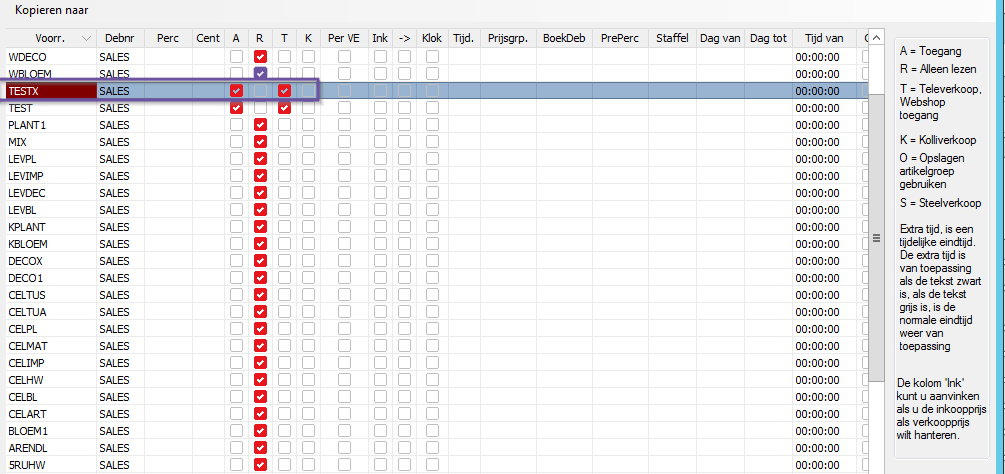 Kopieren naar
Voorr. Debnr Perc Cent A R T K Per VE Ink -> Klok Tijd. Prijsgrp. BoekDeb PrePerc Staffel Dag van Dag tot Tijd van
WDECO SALES 00:00:00
WBLOEM SALES 00:00:00
TESTX SALES 00:00:00
TEST SALES 00:00:00
PLANT1 SALES 00:00:00
MIX SALES 00:00:00
LEVPL SALES 00:00:00
LEVIMP SALES 00:00:00
LEVDEC SALES 00:00:00
LEVBL SALES 00:00:00
KPLANT SALES 00:00:00
KBLOEM SALES 00:00:00
DECOX SALES 00:00:00
DECO1 SALES 00:00:00
CELTUS SALES 00:00:00
CELTUA SALES 00:00:00
CELPL SALES 00:00:00
CELMAT SALES 00:00:00
CELIMP SALES 00:00:00
CELHW SALES 00:00:00
CELBL SALES 00:00:00
CELART SALES 00:00:00
BLOEM1 SALES 00:00:00
ARENDL SALES 00:00:00
5RUHW SALES 00:00:00
A = Toegang
R = Alleen lezen
T = Televerkoop,
Webshop
toegang
K = Kolliverkoop
O = Opslagen
artikelgroep
gebruiken
S = Steelverkoop
Extra tijd, is een
tijdelijke eindtijd.
De extra tijd is
van toepassing
als de tekst zwart
is, als de tekst
grijs is, is de
normale eindtijd
weer van
toepassing
De kolom 'Ink'
kunt u aanvinken
als u de inkoopprijs
als verkoopprijs
wilt hanteren.